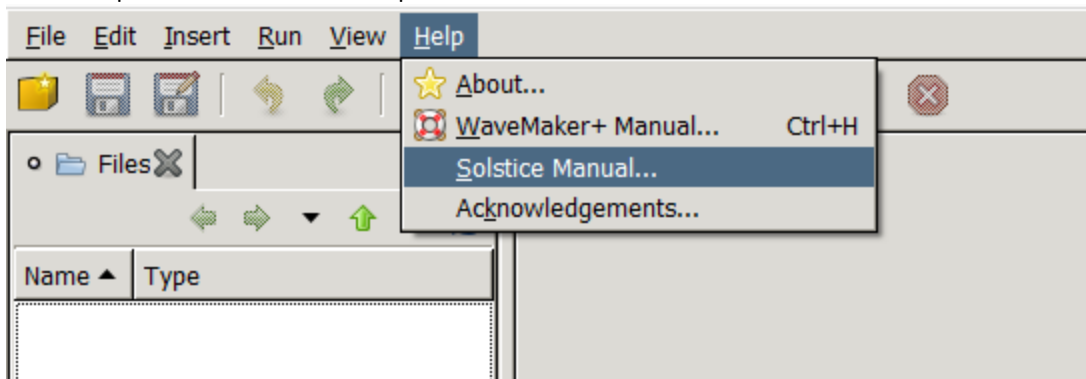 File Edit Insert Run View Help
About...
WaveMaker+ Manual... Ctrl+H
Solstice Manual...
Acknowledgements...
Files
Name Type